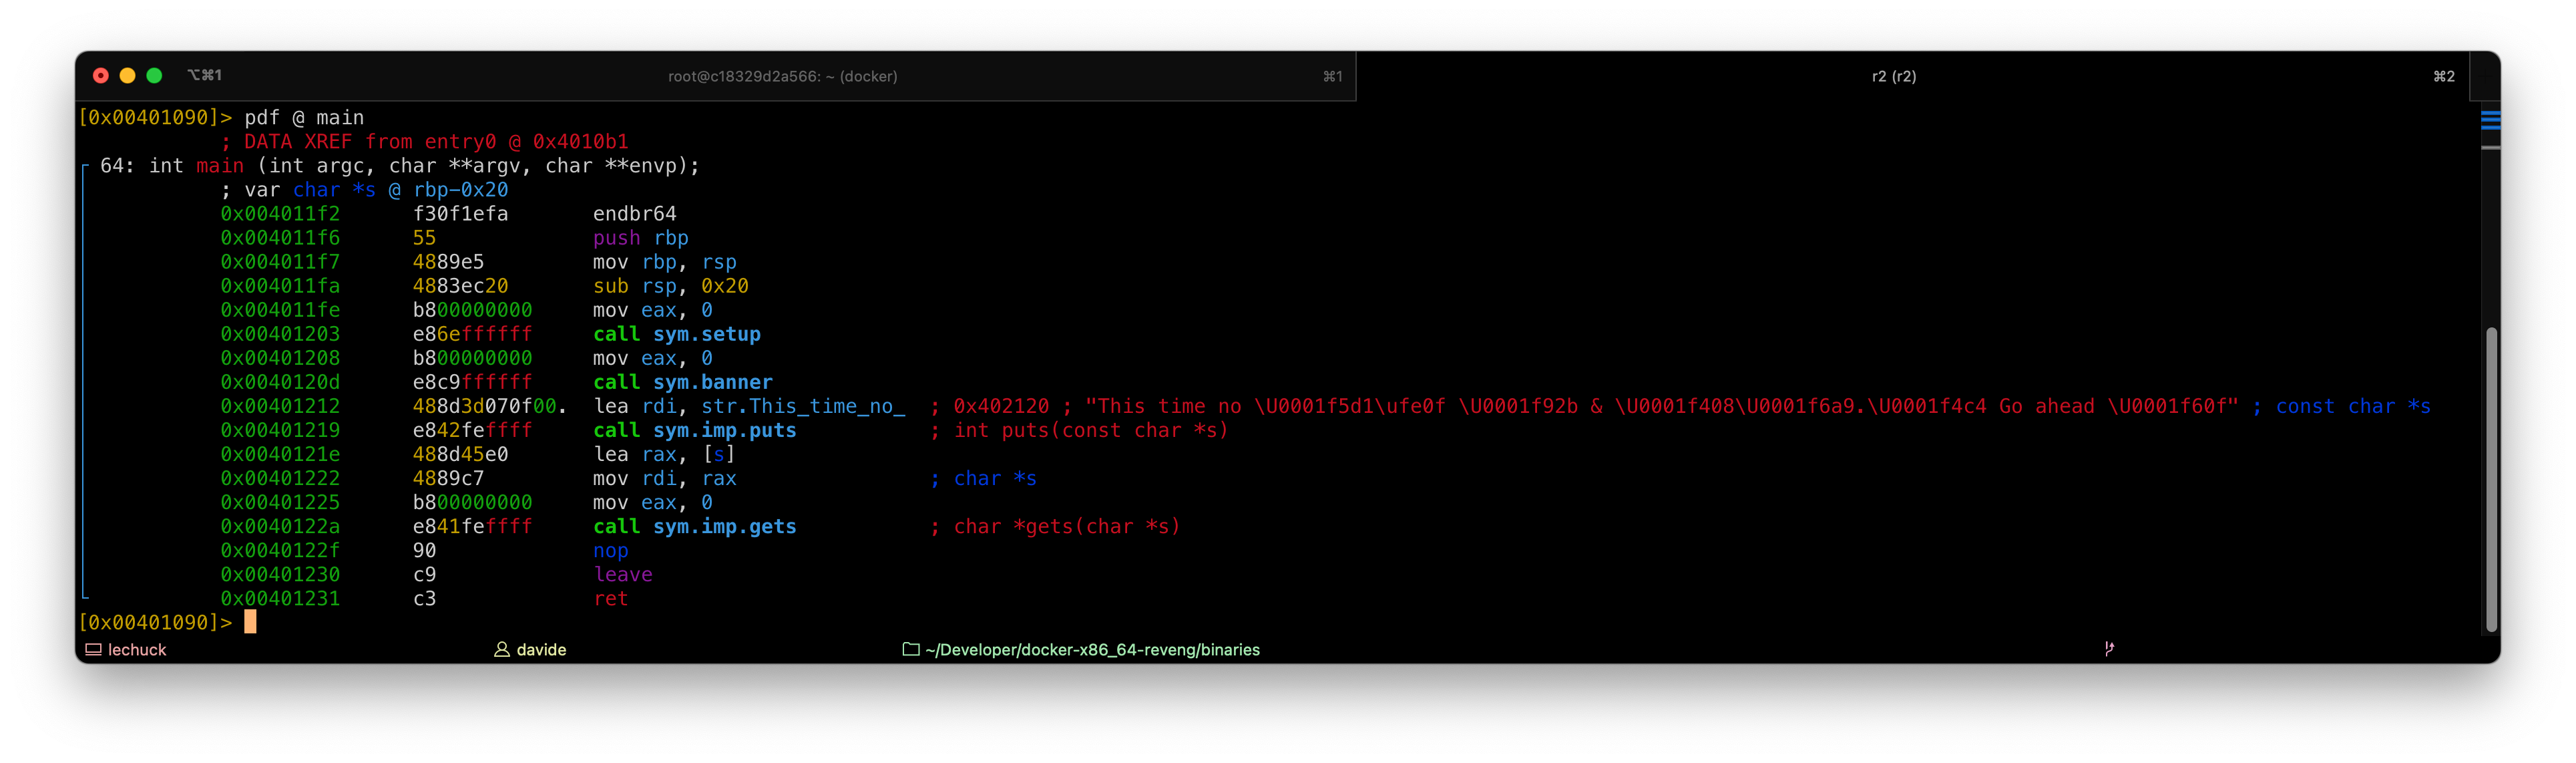 ⌥⌘1 root@c18329d2a566: ~ (docker) ⌘1 r2 (r2) ⌘2
[0x00401090]> pdf @ main
; DATA XREF from entry0 @ 0x4010b1
64: int main (int argc, char **argv, char **envp);
; var char *s @ rbp-0x20
0x004011f2 f30f1efa endbr64
0x004011f6 55 push rbp
0x004011f7 4889e5 mov rbp, rsp
0x004011fa 4883ec20 sub rsp, 0x20
0x004011fe b800000000 mov eax, 0
0x00401203 e86effffff call sym.setup
0x00401208 b800000000 mov eax, 0
0x0040120d e8c9ffffff call sym.banner
0x00401212 488d3d070f00. lea rdi, str.This_time_no_ ; 0x402120 ; "This time no \U0001f5d1\ufe0f \U0001f92b & \U0001f408\U0001f6a9.\U0001f4c4 Go ahead \U0001f60f" ; const char *s
0x00401219 e842feffff call sym.imp.puts ; int puts(const char *s)
0x0040121e 488d45e0 lea rax, [s]
0x00401222 4889c7 mov rdi, rax ; char *s
0x00401225 b800000000 mov eax, 0
0x0040122a e841feffff call sym.imp.gets ; char *gets(char *s)
0x0040122f 90 nop
0x00401230 c9 leave
0x00401231 c3 ret
[0x00401090]>
lechuck davide ~/Developer/docker-x86_64-reveng/binaries